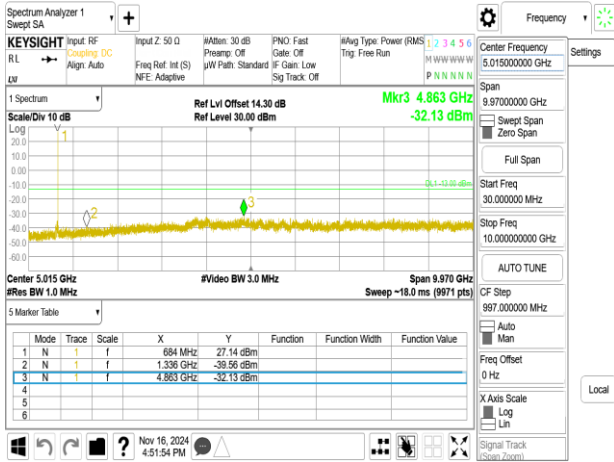 Spectrum Analyzer 1
Swept SA
+
Frequency
KEYSIGHT
RL
Input: RF
Coupling: DC
Align: Auto
Input Z: 50 Ω
Freq Ref: Int (S)
NFE: Adaptive
#Atten: 30 dB
Preamp: Off
µW Path: Standard
PNO: Fast
Gate: Off
IF Gain: Low
Sig Track: Off
#Avg Type: Power (RMS
Trig: Free Run
1 2 3 4 5 6
M W W W W W
P N N N N N
1 Spectrum
Scale/Div 10 dB
Ref Lvl Offset 14.30 dB
Ref Level 30.00 dBm
Mkr3 4.863 GHz
-32.13 dBm
Log
20.0
10.0
0.00
-10.0
-20.0
-30.0
-40.0
-50.0
-60.0
1
2
3
DL1 -13.00 dBm
Center 5.015 GHz
#Res BW 1.0 MHz
#Video BW 3.0 MHz
Span 9.970 GHz
Sweep ~18.0 ms (9971 pts)
5 Marker Table
Mode Trace Scale X Y Function Function Width Function Value
1 N 1 f 684 MHz 27.14 dBm
2 N 1 f 1.336 GHz -39.56 dBm
3 N 1 f 4.863 GHz -32.13 dBm
4
5
6
?
Nov 16, 2024
4:51:54 PM
Center Frequency
5.015000000 GHz
Span
9.97000000 GHz
Swept Span
Zero Span
Full Span
Start Freq
30.000000 MHz
Stop Freq
10.000000000 GHz
AUTO TUNE
CF Step
997.000000 MHz
Auto
Man
Freq Offset
0 Hz
X Axis Scale
Log
Lin
Signal Track
(Span Zoom)
Settings
Local